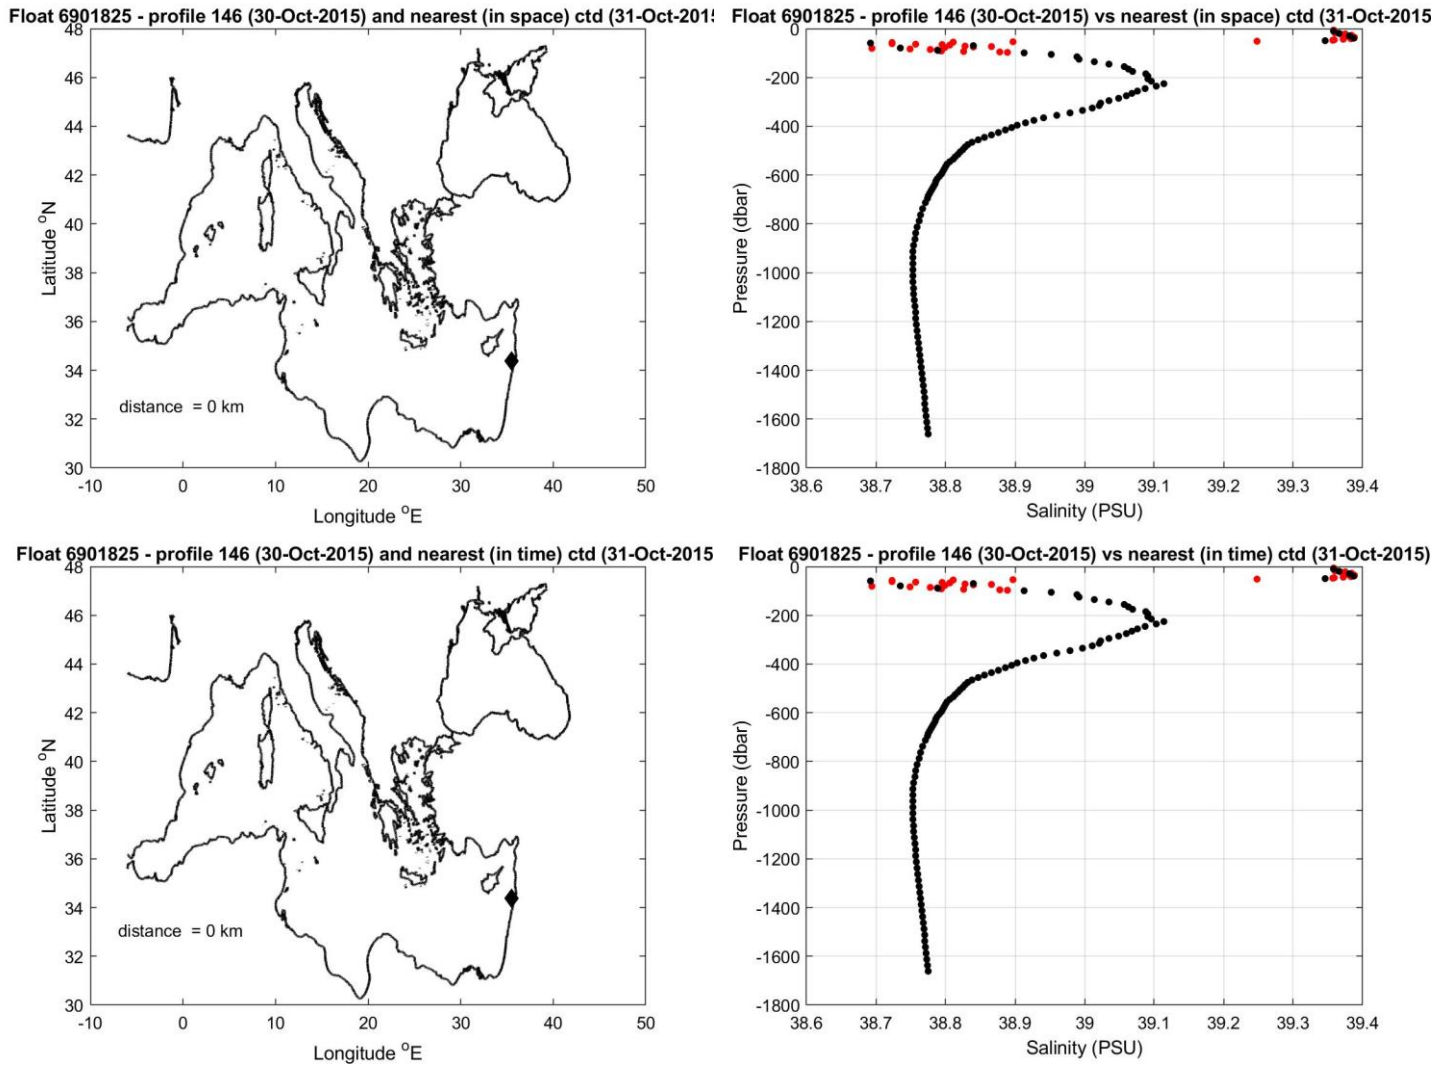 Float 6901825 - profile 146 (30-Oct-2015) and nearest (in space) ctd (31-Oct-2015
48
46
44
42
40
38
36
34
32
30
Latitude °N
distance = 0 km
-10 0 10 20 30 40 50
Longitude °E
Float 6901825 - profile 146 (30-Oct-2015) vs nearest (in space) ctd (31-Oct-2015
0
-200
-400
-600
-800
-1000
-1200
-1400
-1600
-1800
Pressure (dbar)
38.6 38.7 38.8 38.9 39 39.1 39.2 39.3 39.4
Salinity (PSU)
Float 6901825 - profile 146 (30-Oct-2015) and nearest (in time) ctd (31-Oct-2015
48
46
44
42
40
38
36
34
32
30
Latitude °N
distance = 0 km
-10 0 10 20 30 40 50
Longitude °E
Float 6901825 - profile 146 (30-Oct-2015) vs nearest (in time) ctd (31-Oct-2015)
0
-200
-400
-600
-800
-1000
-1200
-1400
-1600
-1800
Pressure (dbar)
38.6 38.7 38.8 38.9 39 39.1 39.2 39.3 39.4
Salinity (PSU)